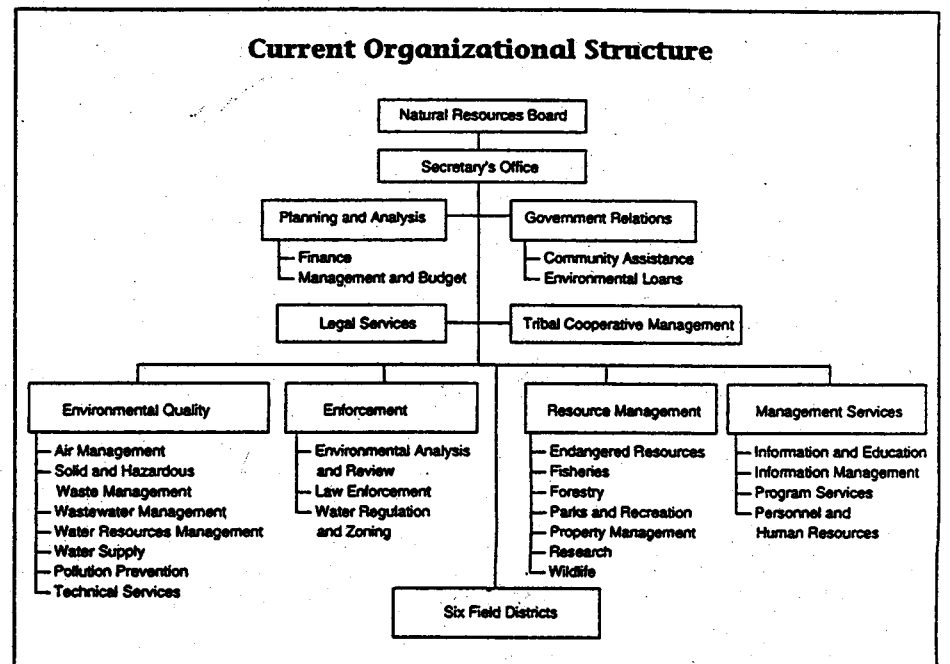 Current Organizational Structure
Natural Resources Board
Secretary's Office
Planning and Analysis
Finance
Management and Budget
Government Relations
Community Assistance
Environmental Loans
Legal Services
Tribal Cooperative Management
Environmental Quality
Air Management
Solid and Hazardous
Waste Management
Wastewater Management
Water Resources Management
Water Supply
Pollution Prevention
Technical Services
Enforcement
Environmental Analysis
and Review
Law Enforcement
Water Regulation
and Zoning
Resource Management
Endangered Resources
Fisheries
Forestry
Parks and Recreation
Property Management
Research
Wildlife
Management Services
Information and Education
Information Management
Program Services
Personnel and
Human Resources
Six Field Districts